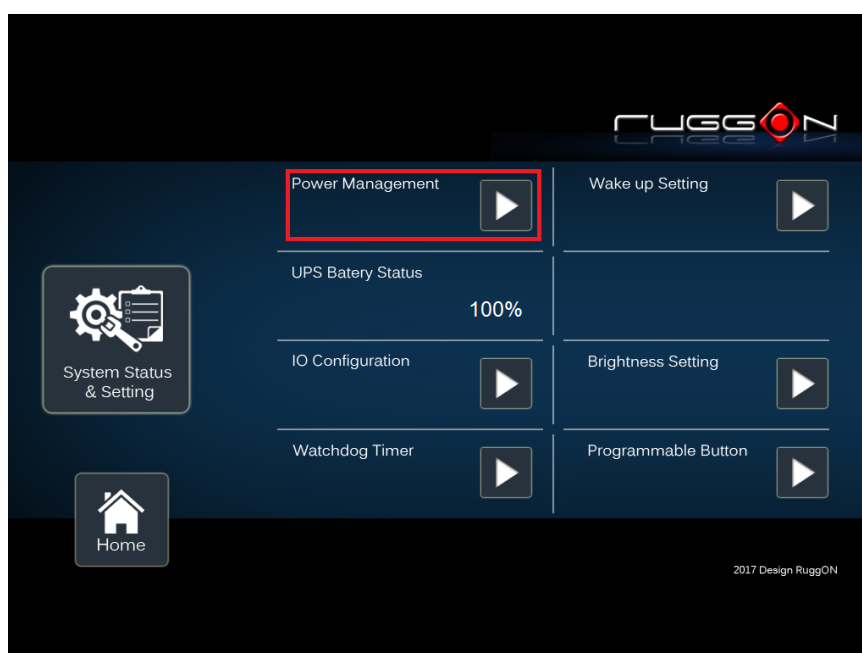 RUGGON
Power Management
Wake up Setting
UPS Batery Status
100%
System Status
& Setting
IO Configuration
Brightness Setting
Watchdog Timer
Programmable Button
Home
2017 Design RuggON